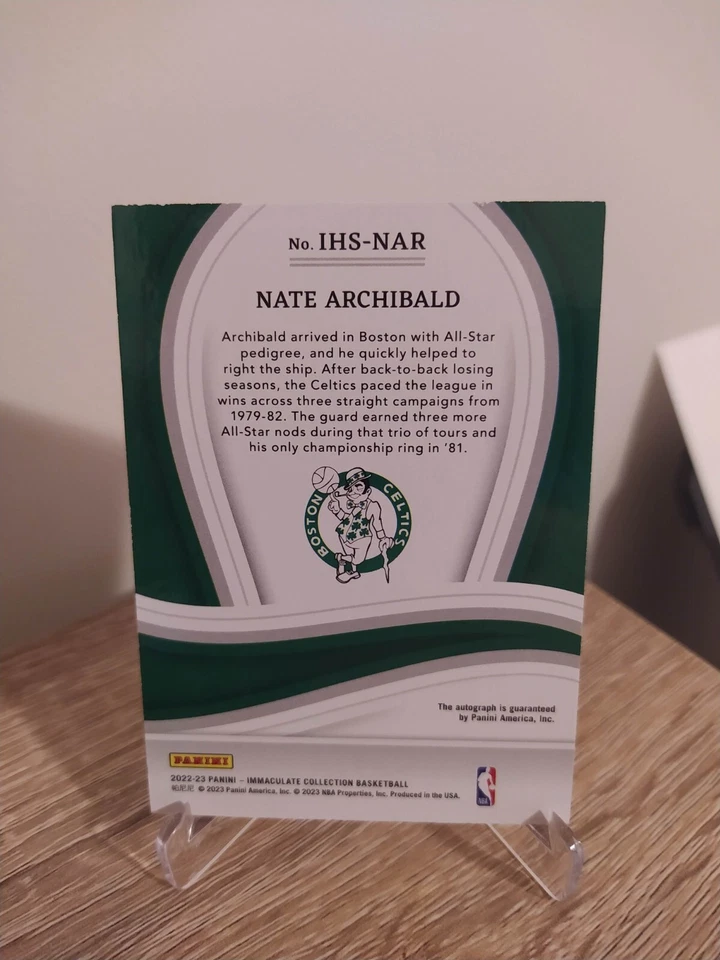 No. IHS-NAR
NATE ARCHIBALD
Archibald arrived in Boston with All-Star
pedigree, and he quickly helped to
right the ship. After back-to-back losing
seasons, the Celtics paced the league in
wins across three straight campaigns from
1979-82. The guard earned three more
All-Star nods during that trio of tours and
his only championship ring in ’81.
BOSTON CELTICS
The autograph is guaranteed
by Panini America, Inc.
PANINI
2022-23 PANINI – IMMACULATE COLLECTION BASKETBALL
© 2023 Panini America, Inc. © 2023 NBA Properties, Inc. Produced in the USA.
NBA